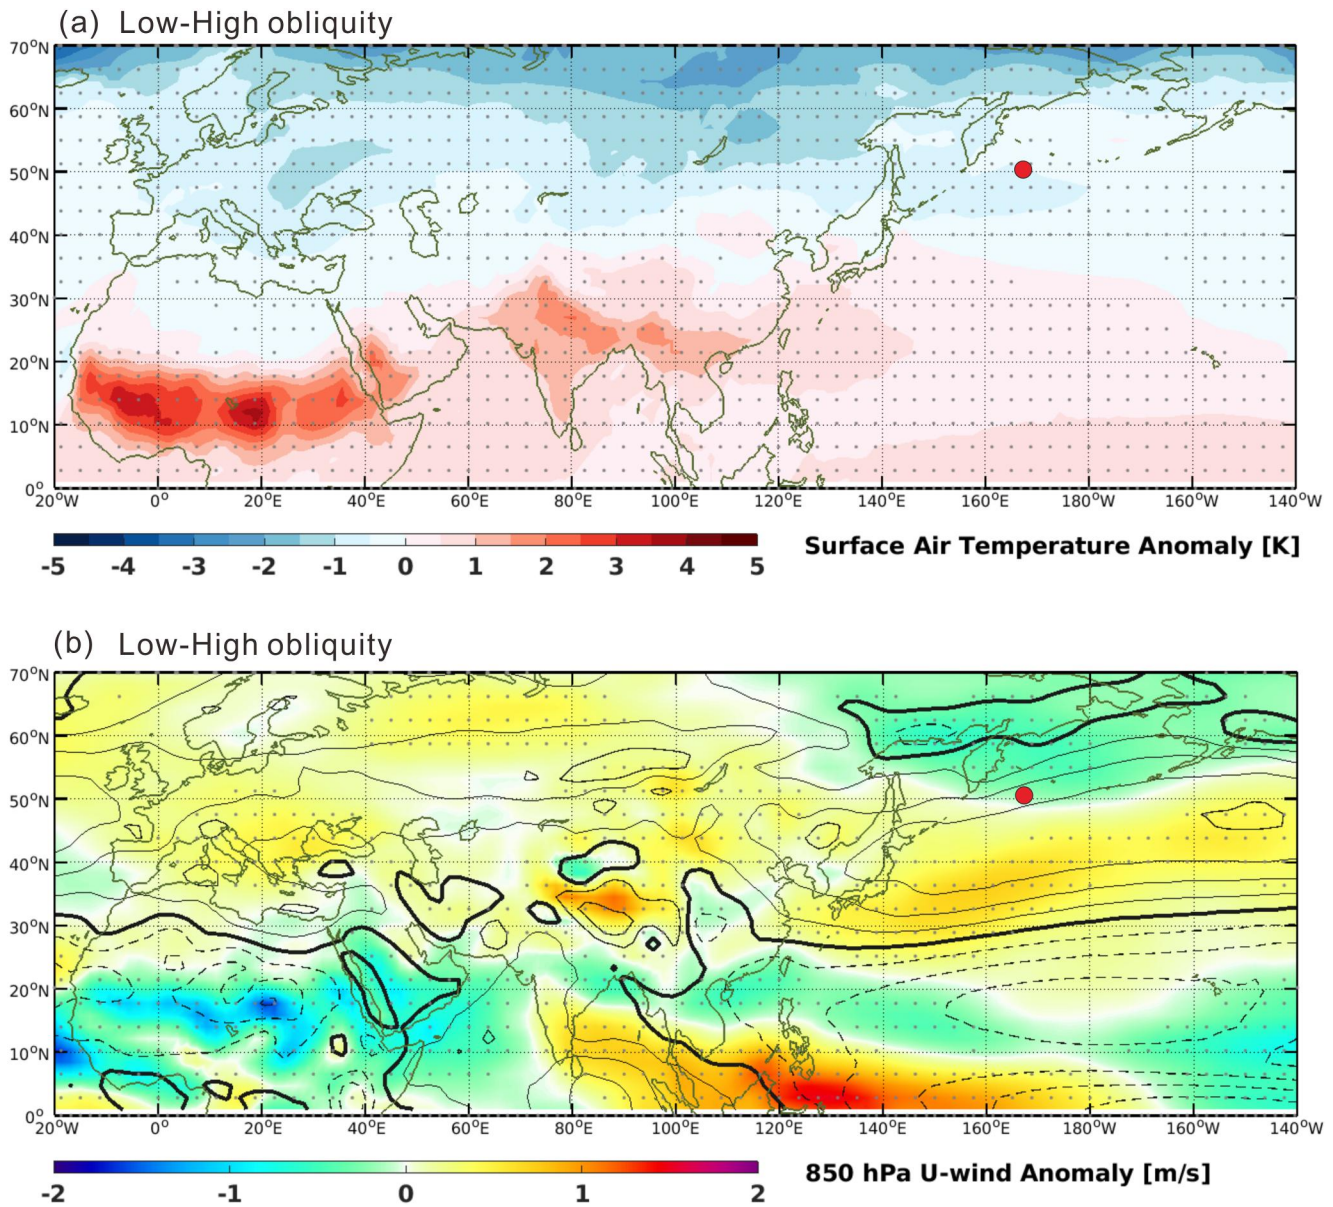 (a) Low-High obliquity
70°N
60°N
50°N
40°N
30°N
20°N
10°N
0°
20°W 0° 20°E 40°E 60°E 80°E 100°E 120°E 140°E 160°E 180°W 160°W 140°W
-5 -4 -3 -2 -1 0 1 2 3 4 5
Surface Air Temperature Anomaly [K]
(b) Low-High obliquity
70°N
60°N
50°N
40°N
30°N
20°N
10°N
0°
20°W 0° 20°E 40°E 60°E 80°E 100°E 120°E 140°E 160°E 180°W 160°W 140°W
-2 -1 0 1 2
850 hPa U-wind Anomaly [m/s]